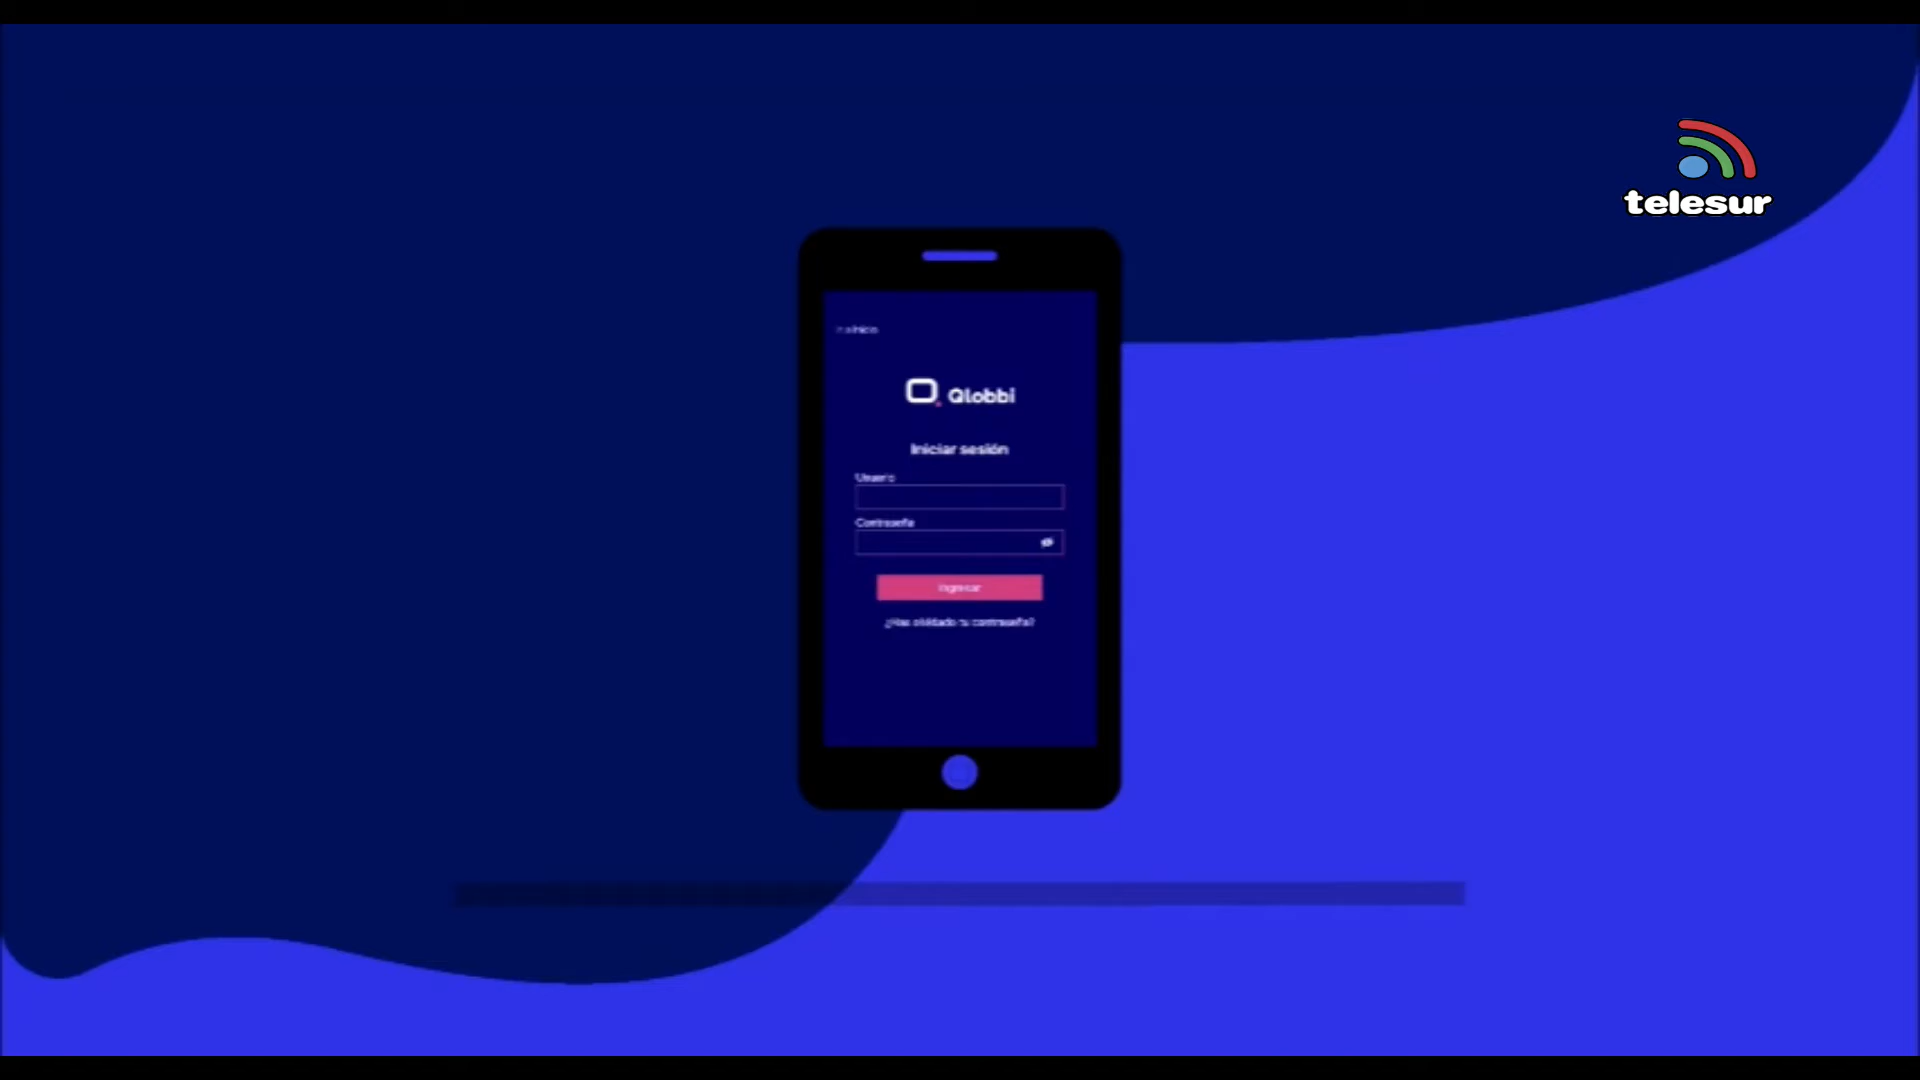 telesur
Qlobbi
Iniciar sesión
Usuario
Contraseña
Ingresar
¿Has olvidado tu contraseña?